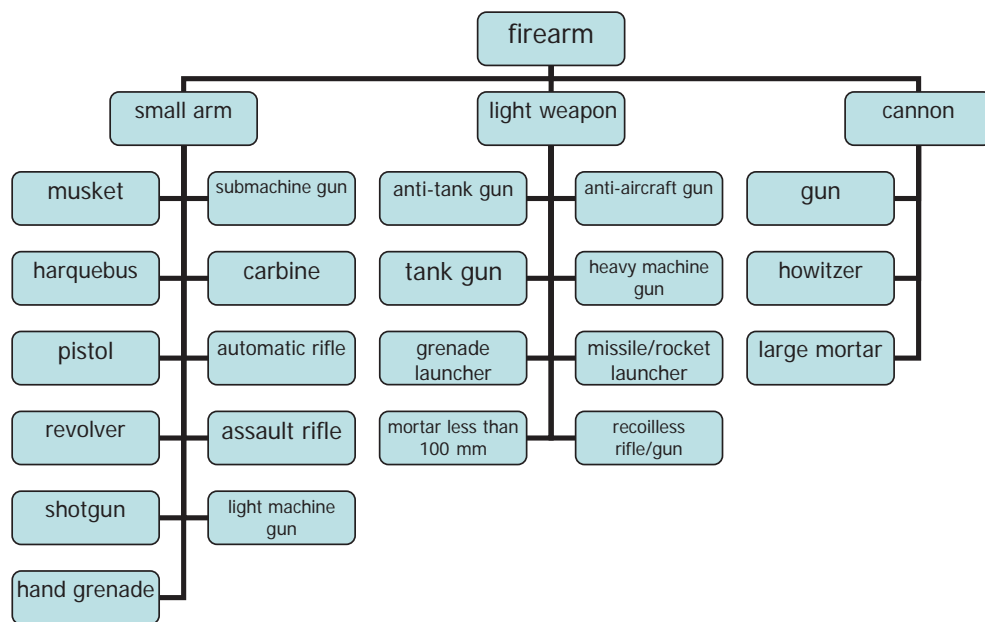 firearm
small arm
light weapon
cannon
musket
submachine gun
anti-tank gun
anti-aircraft gun
gun
harquebus
carbine
tank gun
heavy machine
gun
howitzer
pistol
automatic rifle
grenade
launcher
missile/rocket
launcher
large mortar
revolver
assault rifle
mortar less than
100 mm
recoilless
rifle/gun
shotgun
light machine
gun
hand grenade